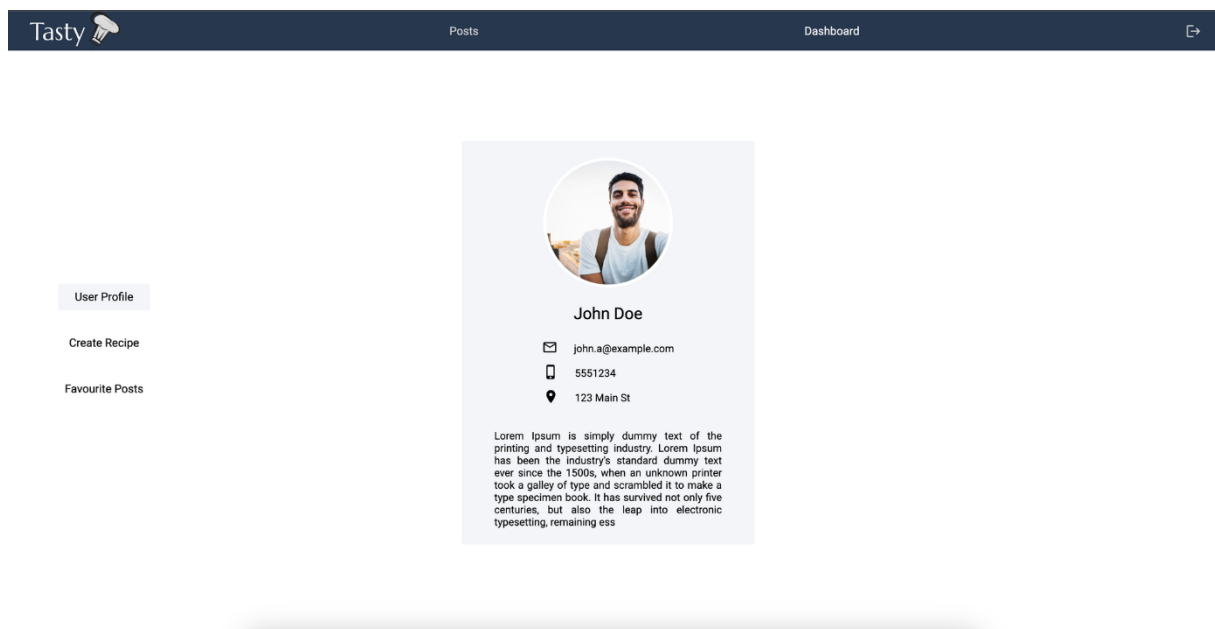 Tasty
Posts
Dashboard
User Profile
Create Recipe
Favourite Posts
John Doe
john.a@example.com
5551234
123 Main St
Lorem Ipsum is simply dummy text of the
printing and typesetting industry. Lorem Ipsum
has been the industry's standard dummy text
ever since the 1500s, when an unknown printer
took a galley of type and scrambled it to make a
type specimen book. It has survived not only five
centuries, but also the leap into electronic
typesetting, remaining ess